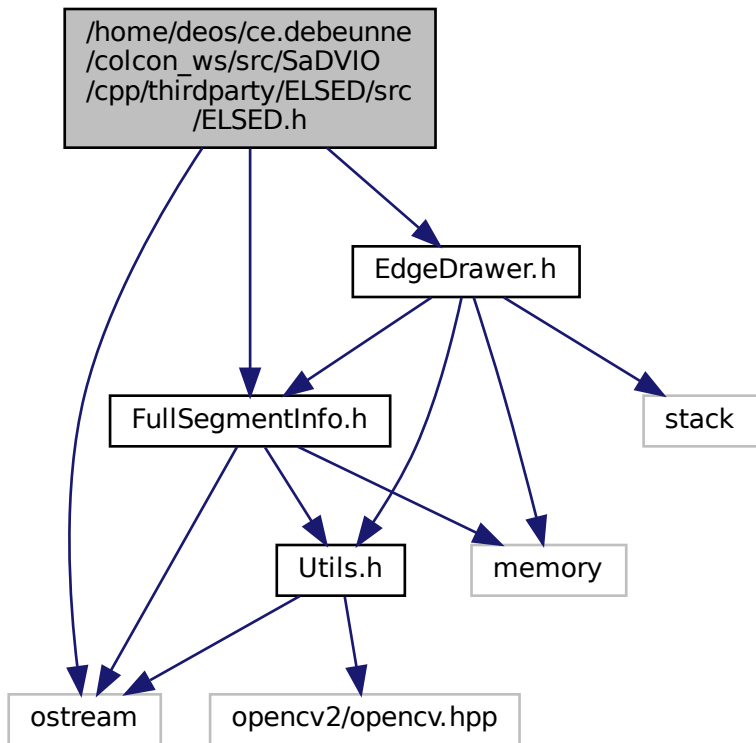 /home/deos/ce.debeunne
/colcon_ws/src/SaDVIO
/cpp/thirdparty/ELSED/src
/ELSED.h
EdgeDrawer.h
FullSegmentInfo.h
stack
Utils.h
memory
ostream
opencv2/opencv.hpp